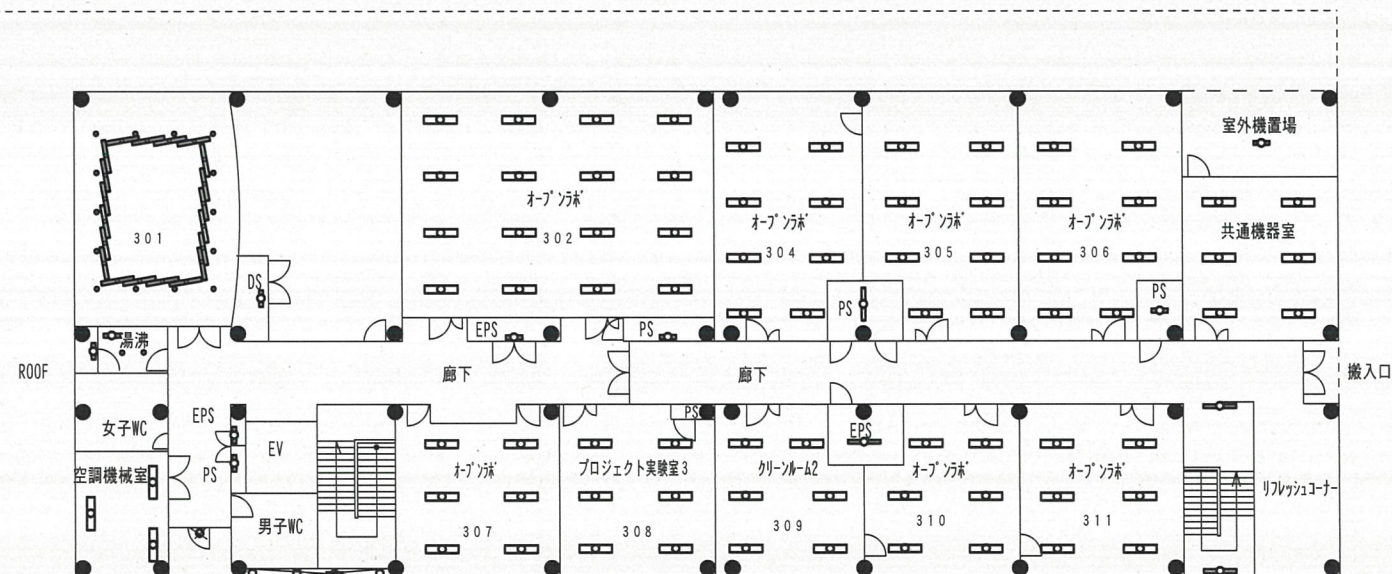 室外機置場
301
オープンラボ
302
オープンラボ
304
オープンラボ
305
オープンラボ
306
共通機器室
DS
PS
PS
湯沸
EPS
PS
ROOF
廊下
廊下
搬入口
女子WC
EPS
PS
EV
空調機械室
PS
男子WC
オープンラボ
307
プロジェクト実験室3
308
クリーンルーム2
309
EPS
オープンラボ
310
オープンラボ
311
リフレッシュコーナー